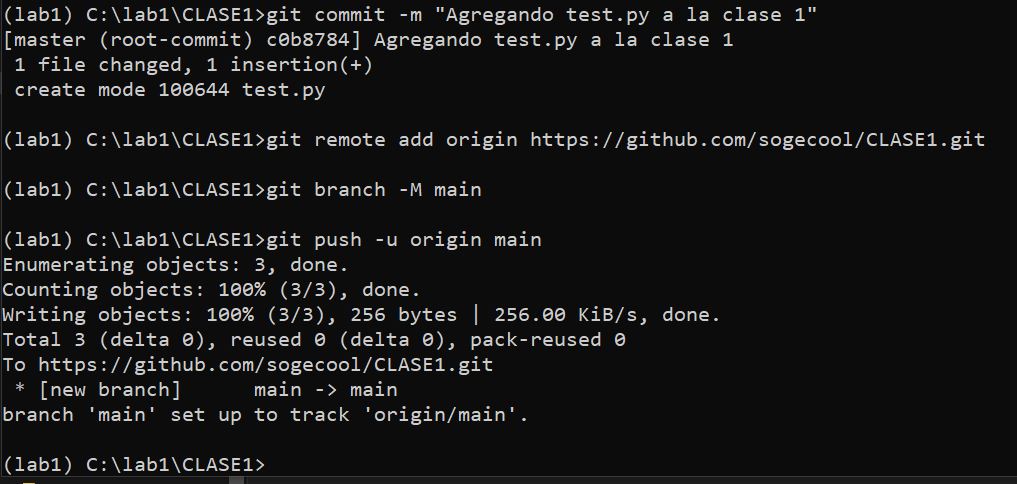 (lab1) C:\lab1\CLASE1>git commit -m "Agregando test.py a la clase 1"
[master (root-commit) c0b8784] Agregando test.py a la clase 1
 1 file changed, 1 insertion(+)
 create mode 100644 test.py
(lab1) C:\lab1\CLASE1>git remote add origin https://github.com/sogecool/CLASE1.git
(lab1) C:\lab1\CLASE1>git branch -M main
(lab1) C:\lab1\CLASE1>git push -u origin main
Enumerating objects: 3, done.
Counting objects: 100% (3/3), done.
Writing objects: 100% (3/3), 256 bytes | 256.00 KiB/s, done.
Total 3 (delta 0), reused 0 (delta 0), pack-reused 0
To https://github.com/sogecool/CLASE1.git
 * [new branch]      main -> main
branch 'main' set up to track 'origin/main'.
(lab1) C:\lab1\CLASE1>